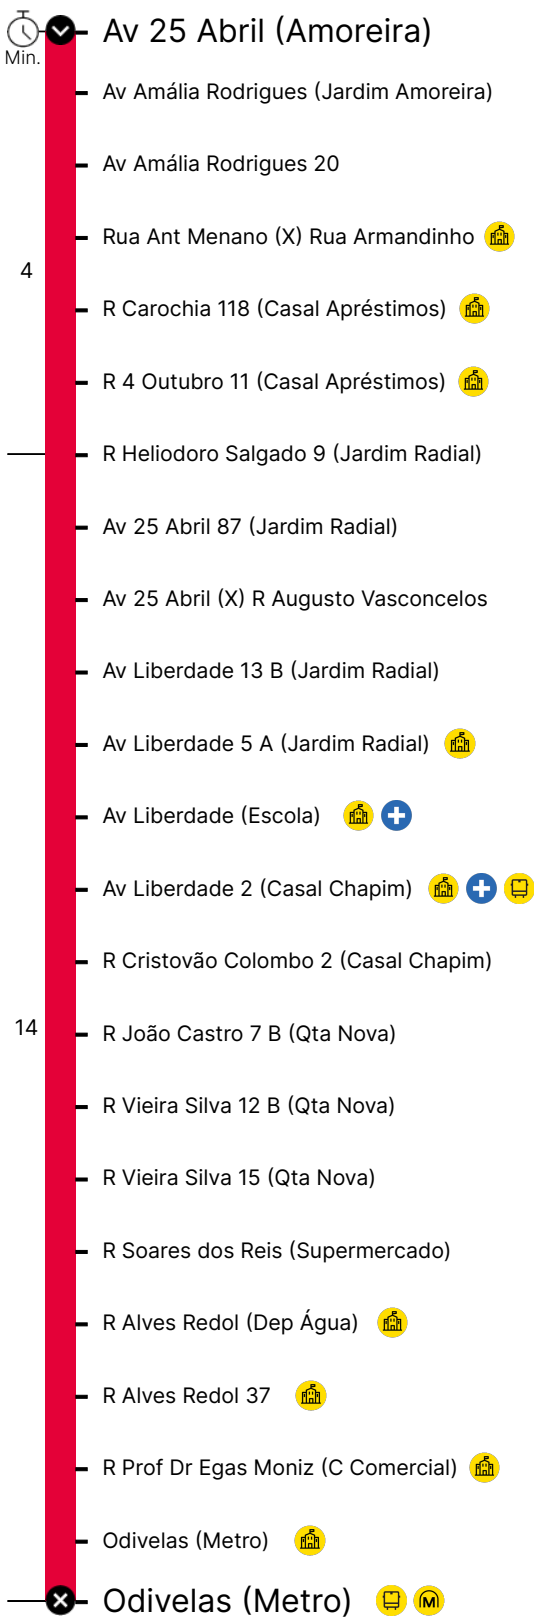 Av 25 Abril (Amoreira)
Min.
Av Amália Rodrigues (Jardim Amoreira)
Av Amália Rodrigues 20
Rua Ant Menano (X) Rua Armandinho
4
R Carochia 118 (Casal Apréstimos)
R 4 Outubro 11 (Casal Apréstimos)
R Heliodoro Salgado 9 (Jardim Radial)
Av 25 Abril 87 (Jardim Radial)
Av 25 Abril (X) R Augusto Vasconcelos
Av Liberdade 13 B (Jardim Radial)
Av Liberdade 5 A (Jardim Radial)
Av Liberdade (Escola)
Av Liberdade 2 (Casal Chapim)
R Cristovão Colombo 2 (Casal Chapim)
14
R João Castro 7 B (Qta Nova)
R Vieira Silva 12 B (Qta Nova)
R Vieira Silva 15 (Qta Nova)
R Soares dos Reis (Supermercado)
R Alves Redol (Dep Água)
R Alves Redol 37
R Prof Dr Egas Moniz (C Comercial)
Odivelas (Metro)
Odivelas (Metro) M